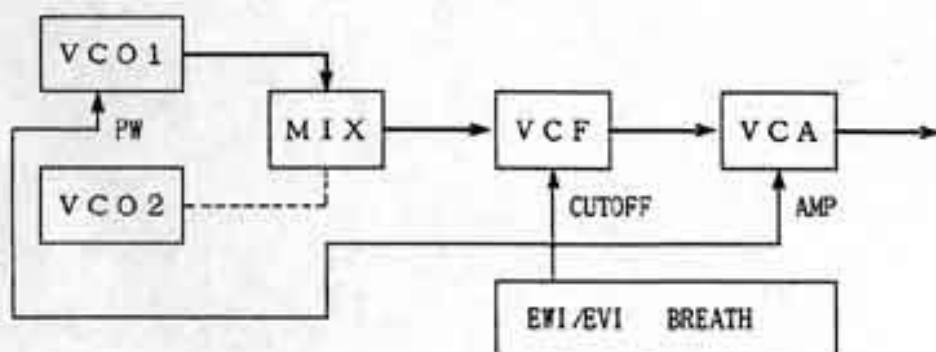 VCO1
PW
MIX
VCF
VCA
VCO2
CUTOFF
AMP
EWI/EVI BREATH